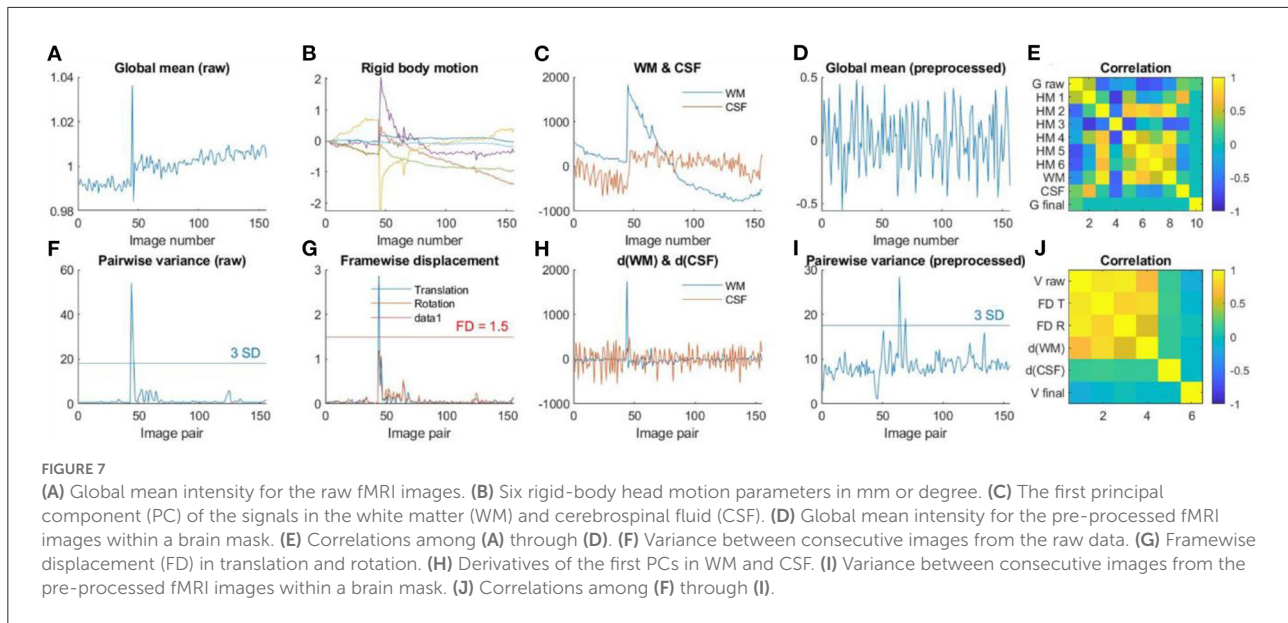 A
Global mean (raw)
1.04
1.02
1
0.98
0
50
100
150
Image number
B
Rigid body motion
2
1
0
-1
-2
0
50
100
150
Image number
C
WM & CSF
2000
1000
0
-1000
WM
CSF
0
50
100
150
Image number
D
Global mean (preprocessed)
0.5
0
-0.5
0
50
100
150
Image number
E
Correlation
G raw
HM 1
HM 2
HM 3
HM 4
HM 5
HM 6
WM
CSF
G final
2
4
6
8
10
1
0.5
0
-0.5
-1
F
Pairwise variance (raw)
60
40
20
0
3 SD
0
50
100
150
Image pair
G
Framewise displacement
3
2
1
0
Translation
Rotation
data1
FD = 1.5
0
50
100
150
Image pair
H
d(WM) & d(CSF)
2000
1000
0
-1000
WM
CSF
0
50
100
150
Image pair
I
Pairewise variance (preprocessed)
30
20
10
0
3 SD
0
50
100
150
Image pair
J
Correlation
V raw
FD T
FD R
d(WM)
d(CSF)
V final
2
4
6
1
0.5
0
-0.5
-1
FIGURE 7
(A) Global mean intensity for the raw fMRI images. (B) Six rigid-body head motion parameters in mm or degree. (C) The first principal
component (PC) of the signals in the white matter (WM) and cerebrospinal fluid (CSF). (D) Global mean intensity for the pre-processed fMRI
images within a brain mask. (E) Correlations among (A) through (D). (F) Variance between consecutive images from the raw data. (G) Framewise
displacement (FD) in translation and rotation. (H) Derivatives of the first PCs in WM and CSF. (I) Variance between consecutive images from the
pre-processed fMRI images within a brain mask. (J) Correlations among (F) through (I).